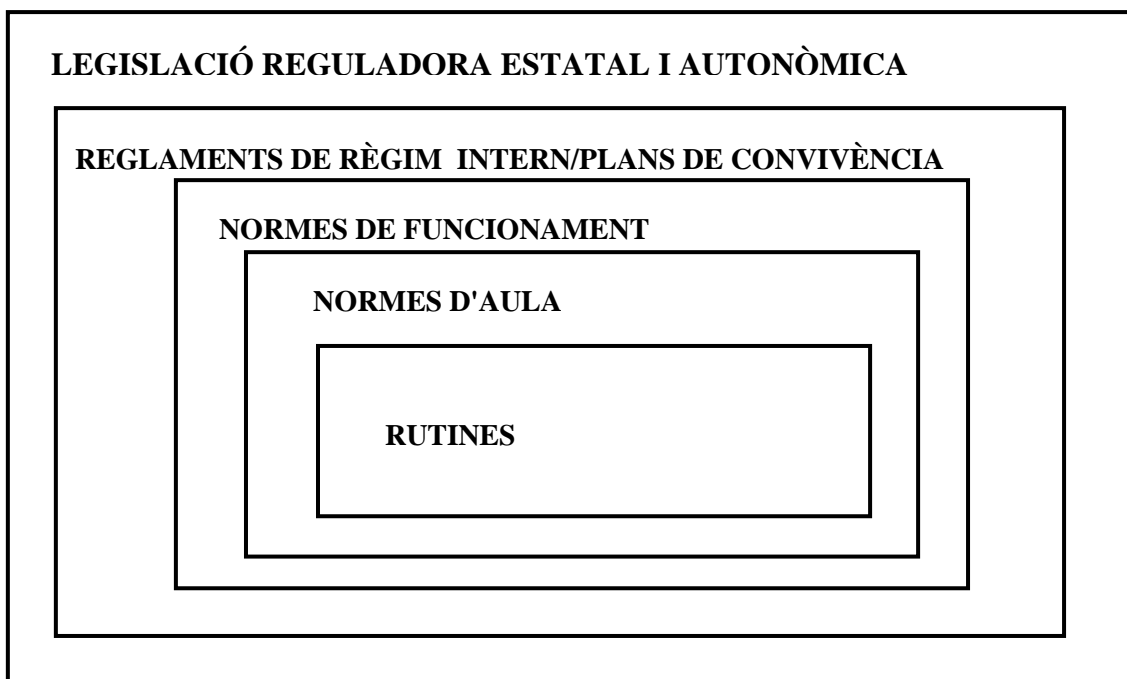 LEGISLACIÓ REGULADORA ESTATAL I AUTONÒMICA
REGLAMENTS DE RÈGIM INTERN/PLANS DE CONVIVÈNCIA
NORMES DE FUNCIONAMENT
NORMES D'AULA
RUTINES